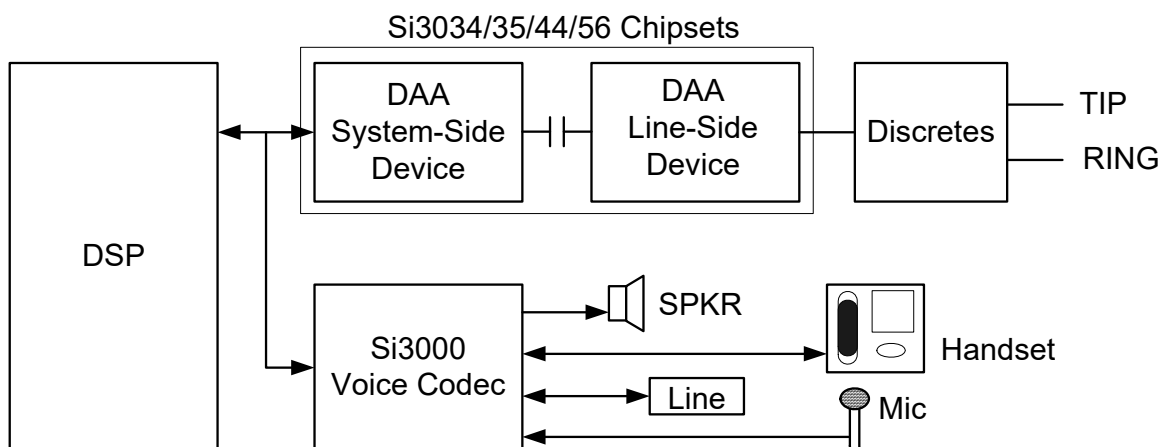 Si3034/35/44/56 Chipsets
DSP
DAA
System-Side
Device
DAA
Line-Side
Device
Discretes
TIP
RING
Si3000
Voice Codec
SPKR
Handset
Line
Mic